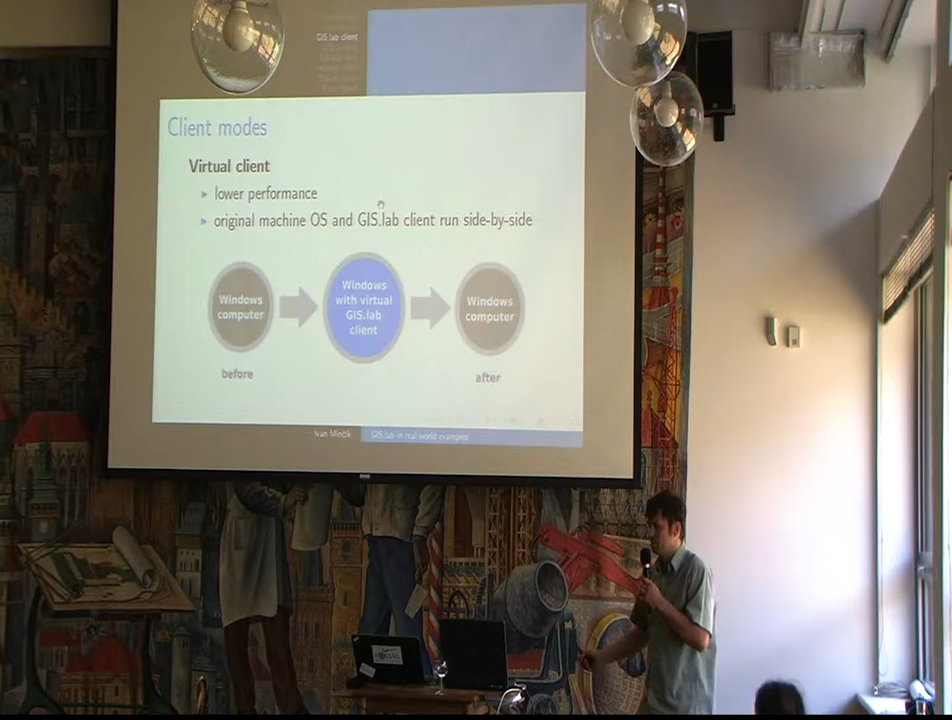 GIS.lab client
Client modes
Virtual client
lower performance
original machine OS and GIS.lab client run side-by-side
Windows computer
Windows with virtual GIS.lab client
Windows computer
before
after
Ivan Minčík
GIS.lab in real world examples